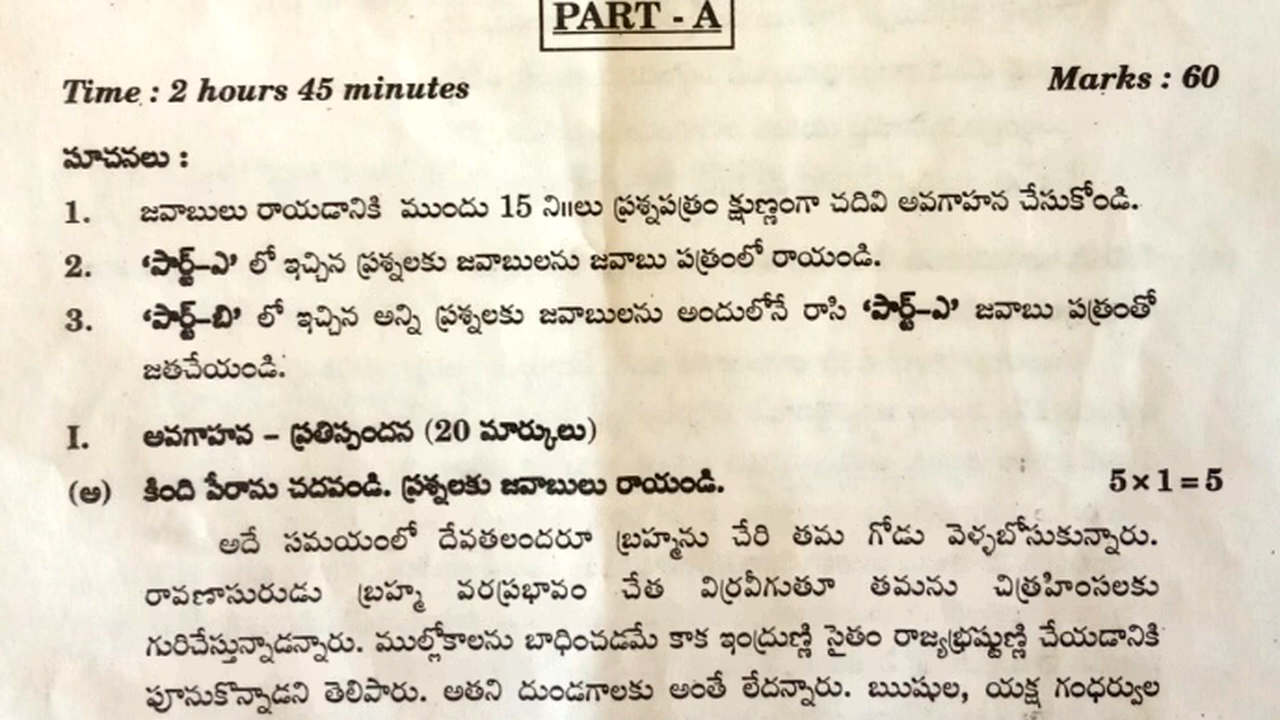 PART - A
Time : 2 hours 45 minutes Marks : 60
సూచనలు :
1. జవాబులు రాయడానికి ముందు 15 ని॥లు ప్రశ్నపత్రం క్షుణ్ణంగా చదివి అవగాహన చేసుకోండి.
2. ‘పార్ట్–ఎ’ లో ఇచ్చిన ప్రశ్నలకు జవాబులను జవాబు పత్రంలో రాయండి.
3. ‘పార్ట్–బి’ లో ఇచ్చిన అన్ని ప్రశ్నలకు జవాబులను అందులోనే రాసి ‘పార్ట్–ఎ’ జవాబు పత్రంతో
జతచేయండి.
I. అవగాహన – ప్రతిస్పందన (20 మార్కులు)
(అ) కింది పేరాను చదవండి. ప్రశ్నలకు జవాబులు రాయండి. 5 × 1 = 5
అదే సమయంలో దేవతలందరూ బ్రహ్మను చేరి తమ గోడు వెళ్ళబోసుకున్నారు.
రావణాసురుడు బ్రహ్మ వరప్రభావం చేత విర్రవీగుతూ తమను చిత్రహింసలకు
గురిచేస్తున్నాడన్నారు. ముల్లోకాలను బాధించడమే కాక ఇంద్రుణ్ణి సైతం రాజ్యభ్రష్టుణ్ణి చేయడానికి
పూనుకొన్నాడని తెలిపారు. అతని దుండగాలకు అంతే లేదన్నారు. ఋషుల, యక్ష గంధర్వుల